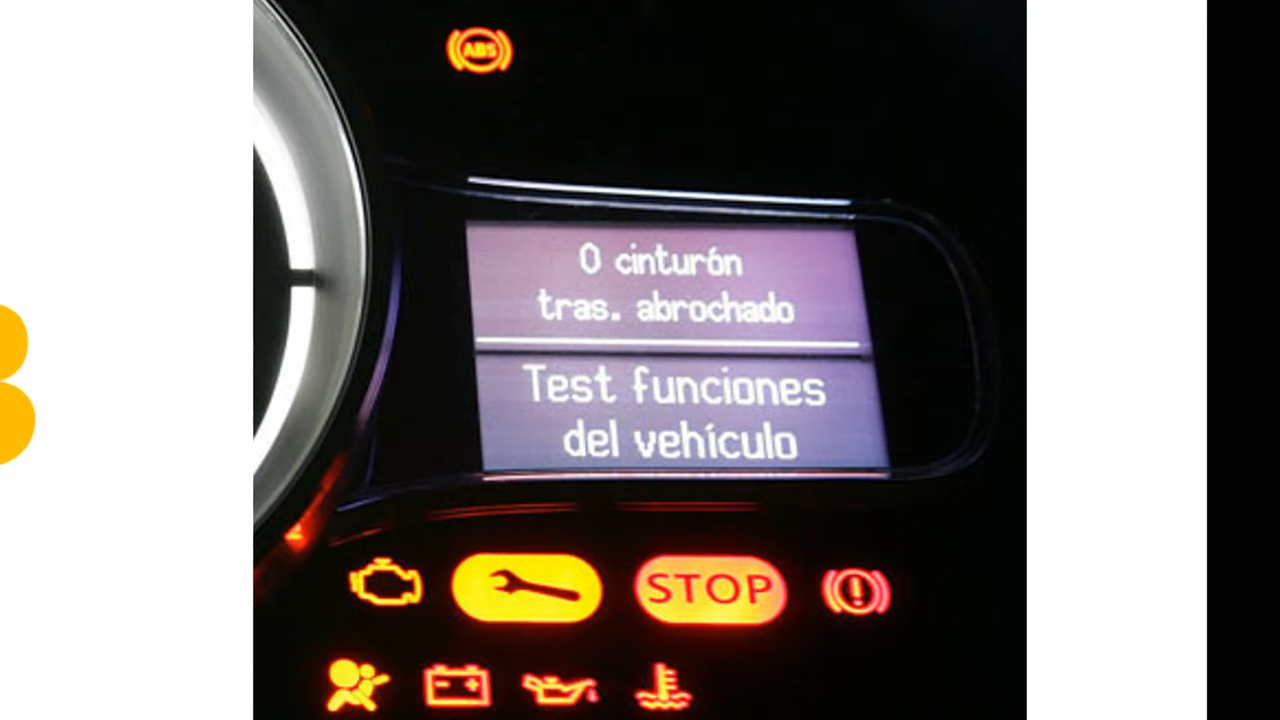 ABS
0 cinturón
tras. abrochado
Test funciones
del vehículo
STOP